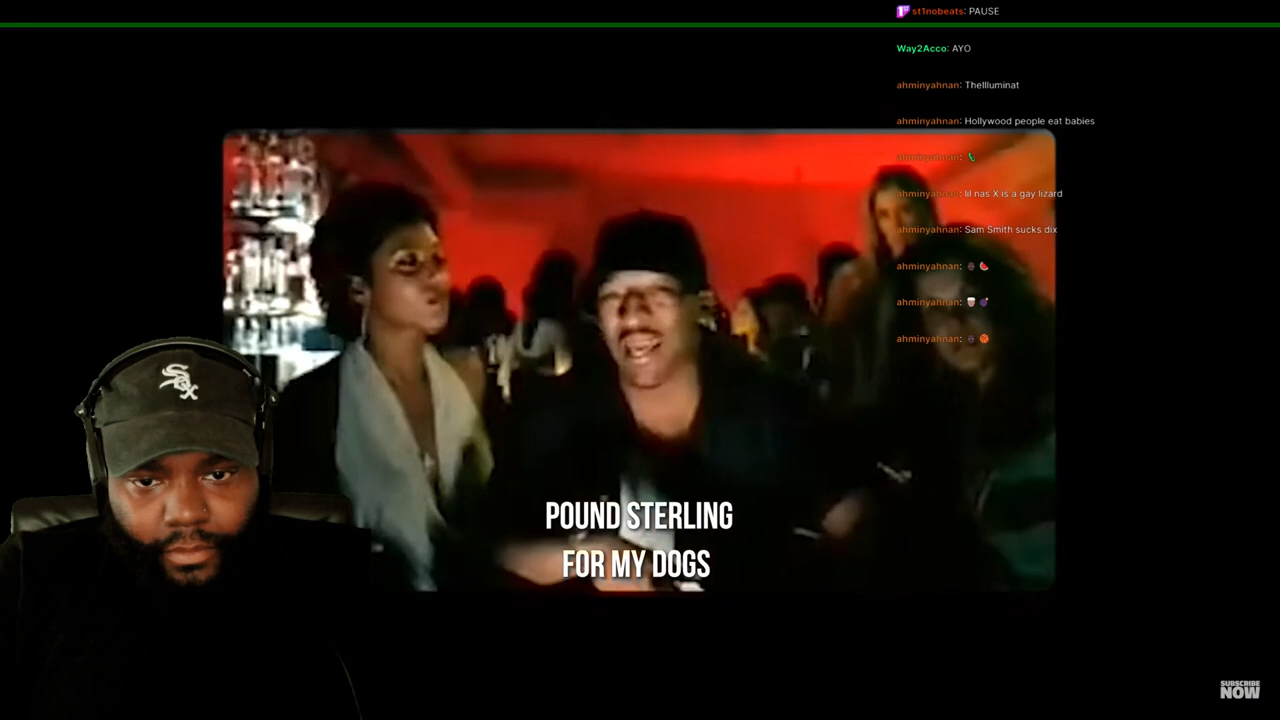 st1nobeats: PAUSE
Way2Acco: AYO
ahminyahnan: TheIlluminat
ahminyahnan: Hollywood people eat babies
ahminyahnan:
ahminyahnan: lil nas X is a gay lizard
ahminyahnan: Sam Smith sucks dix
ahminyahnan:
ahminyahnan:
ahminyahnan:
Sox
POUND STERLING
FOR MY DOGS
SUBSCRIBE
NOW